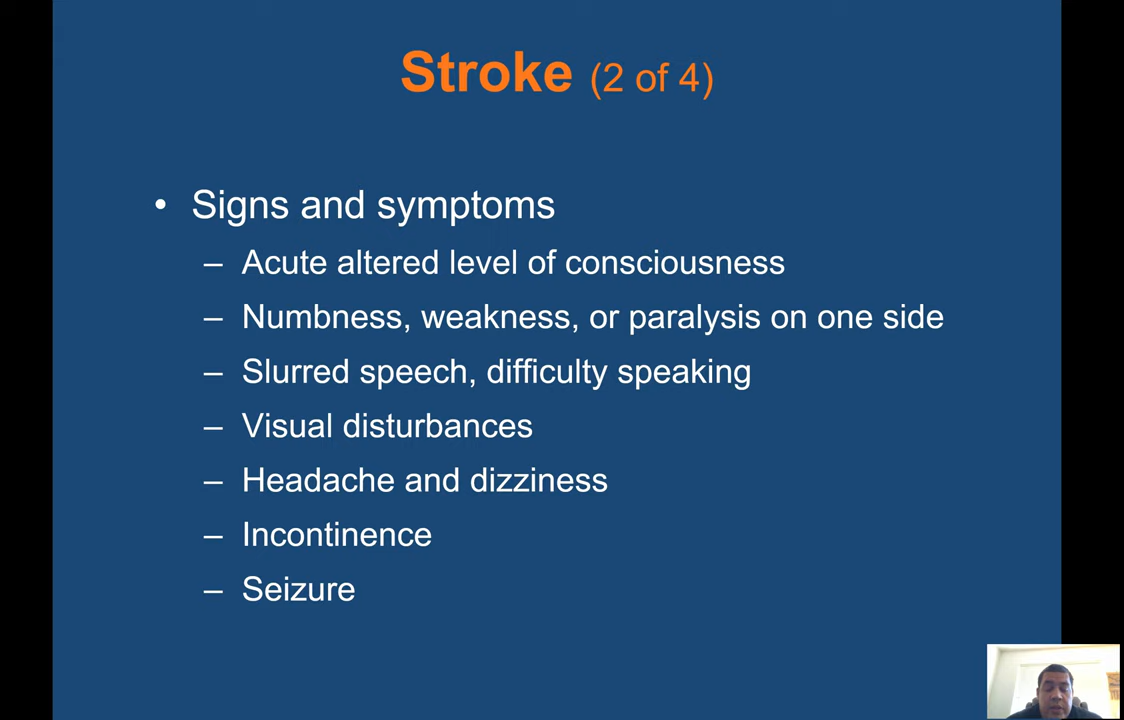 Stroke (2 of 4)
• Signs and symptoms
– Acute altered level of consciousness
– Numbness, weakness, or paralysis on one side
– Slurred speech, difficulty speaking
– Visual disturbances
– Headache and dizziness
– Incontinence
– Seizure